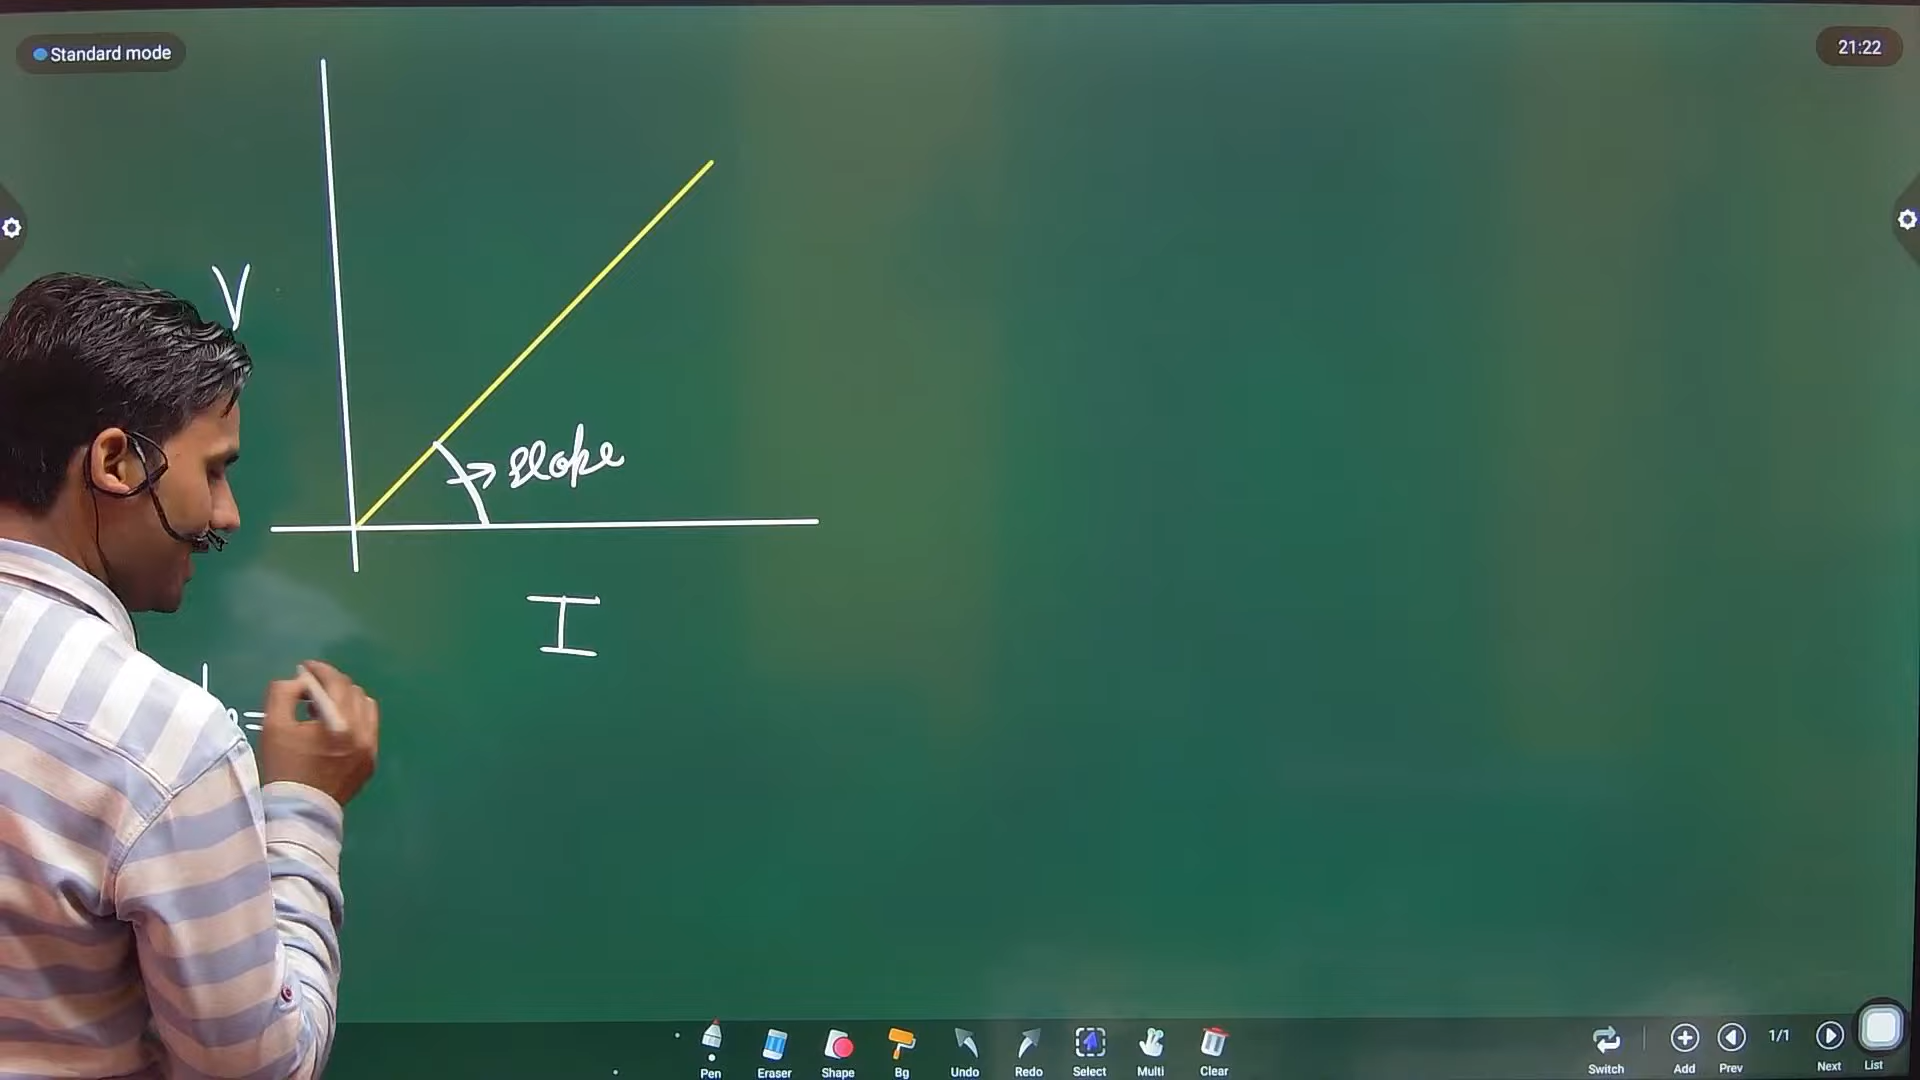 Standard mode
21:22
V
slope
I
=
Pen
Eraser
Shape
Bg
Undo
Redo
Select
Multi
Clear
Switch
Add
Prev
1/1
Next
List